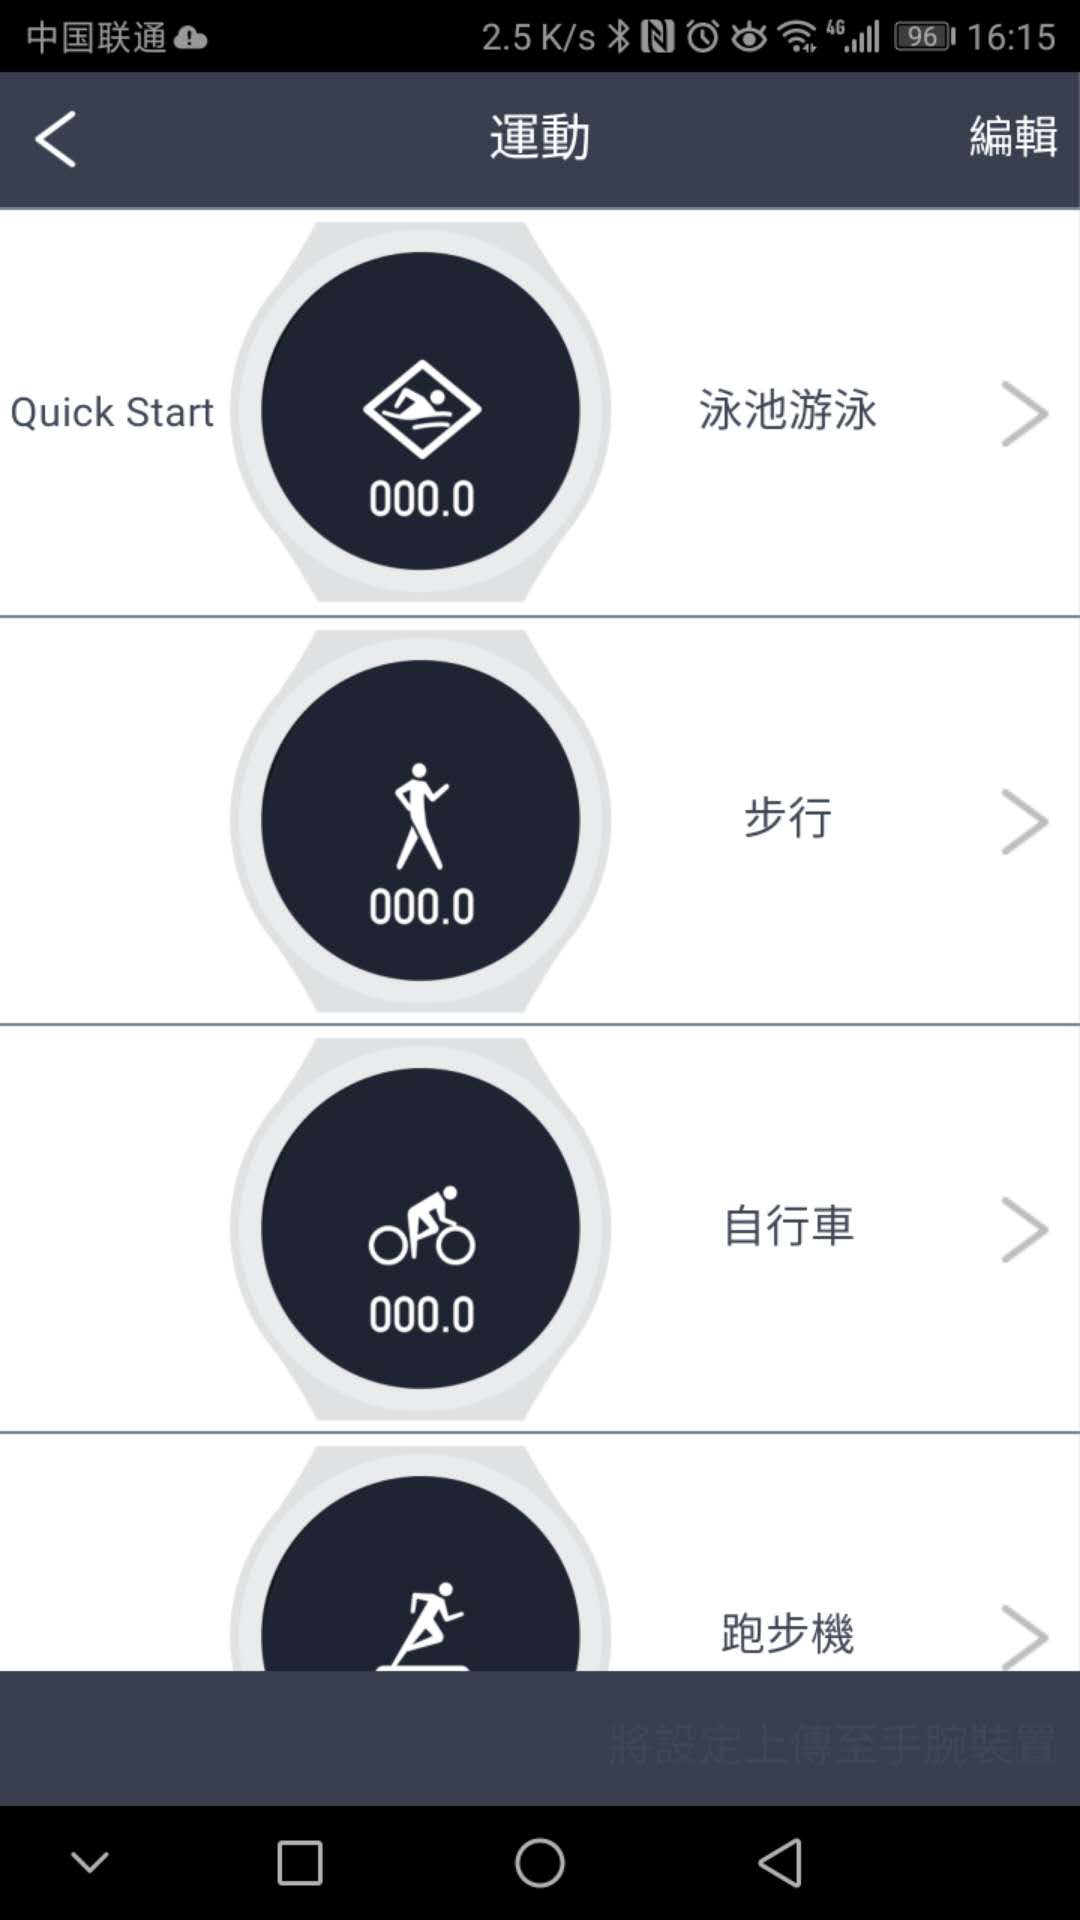 中国联通 2.5 K/s 4G 96 16:15
運動 編輯
Quick Start 000.0 泳池游泳
000.0 步行
000.0 自行車
跑步機
將設定上傳至手腕裝置